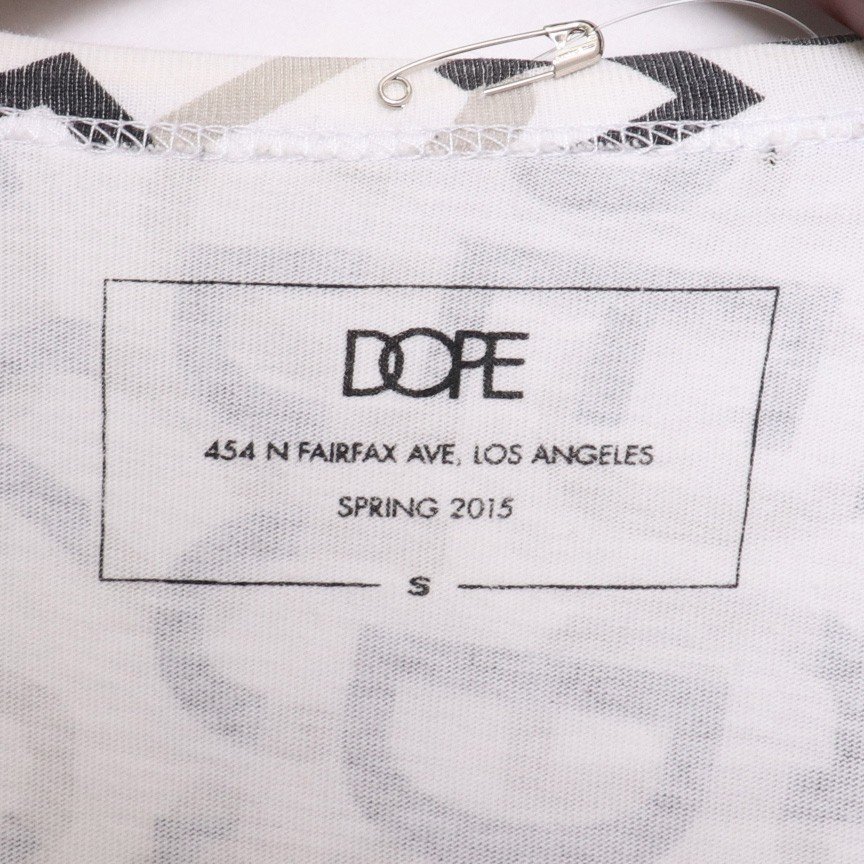 DOPE
454 N FAIRFAX AVE, LOS ANGELES
SPRING 2015
S